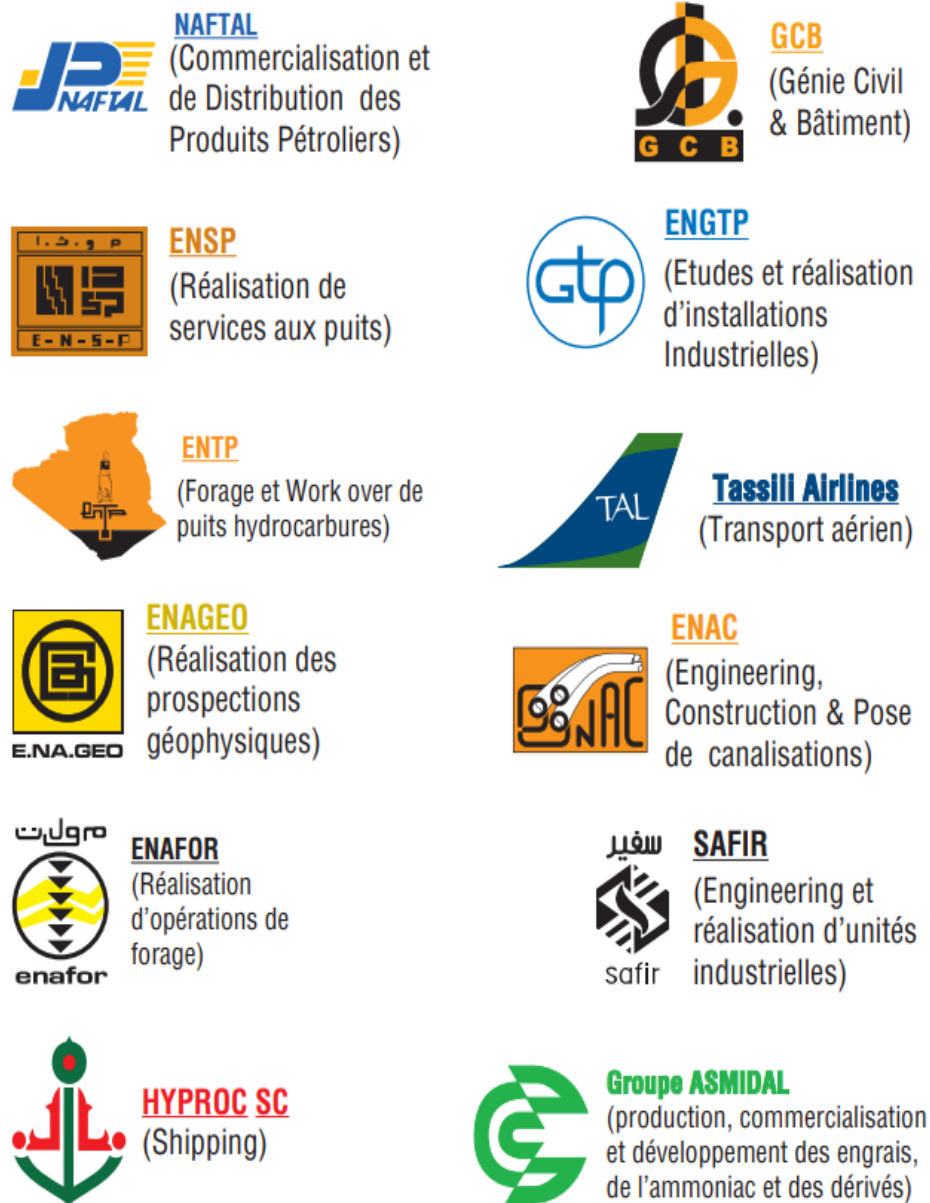 NAFTAL
(Commercialisation et
de Distribution des
Produits Pétroliers)
NAFTAL
GCB
(Génie Civil
& Bâtiment)
G C B
ENSP
(Réalisation de
services aux puits)
E-N-S-P
ENGTP
(Etudes et réalisation
d’installations
Industrielles)
Gtp
ENTP
(Forage et Work over de
puits hydrocarbures)
entp
Tassili Airlines
(Transport aérien)
TAL
ENAGEO
(Réalisation des
prospections
géophysiques)
E.NA.GEO
ENAC
(Engineering,
Construction & Pose
de canalisations)
ENAC
ENAFOR
(Réalisation
d’opérations de
forage)
enafor
سفير
SAFIR
(Engineering et
réalisation d’unités
industrielles)
safir
HYPROC SC
(Shipping)
Groupe ASMIDAL
(production, commercialisation
et développement des engrais,
de l’ammoniac et des dérivés)